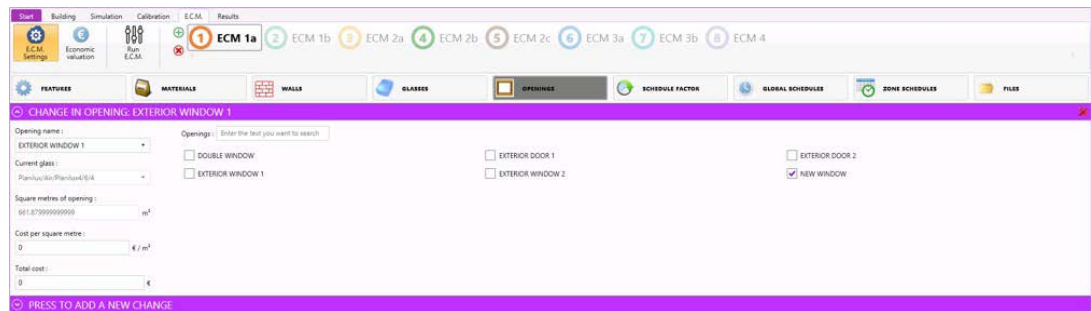 Start Building Simulation Calibration E.C.M. Results
E.C.M. Settings Economic valuation Run E.C.M. 1 ECM 1a 2 ECM 1b 3 ECM 2a 4 ECM 2b 5 ECM 2c 6 ECM 3a 7 ECM 3b 8 ECM 4
FEATURES MATERIALS WALLS GLASSES OPENINGS SCHEDULE FACTOR GLOBAL SCHEDULES ZONE SCHEDULES FILES
CHANGE IN OPENING: EXTERIOR WINDOW 1
Opening name : Openings : Enter the text you want to search
EXTERIOR WINDOW 1 DOUBLE WINDOW EXTERIOR DOOR 1 EXTERIOR DOOR 2
Current glass : EXTERIOR WINDOW 1 EXTERIOR WINDOW 2 NEW WINDOW
Planilux/Air/Planilux4/6/4
Square metres of opening :
661.879999999999 m²
Cost per square metre :
0 € / m²
Total cost :
0 €
PRESS TO ADD A NEW CHANGE